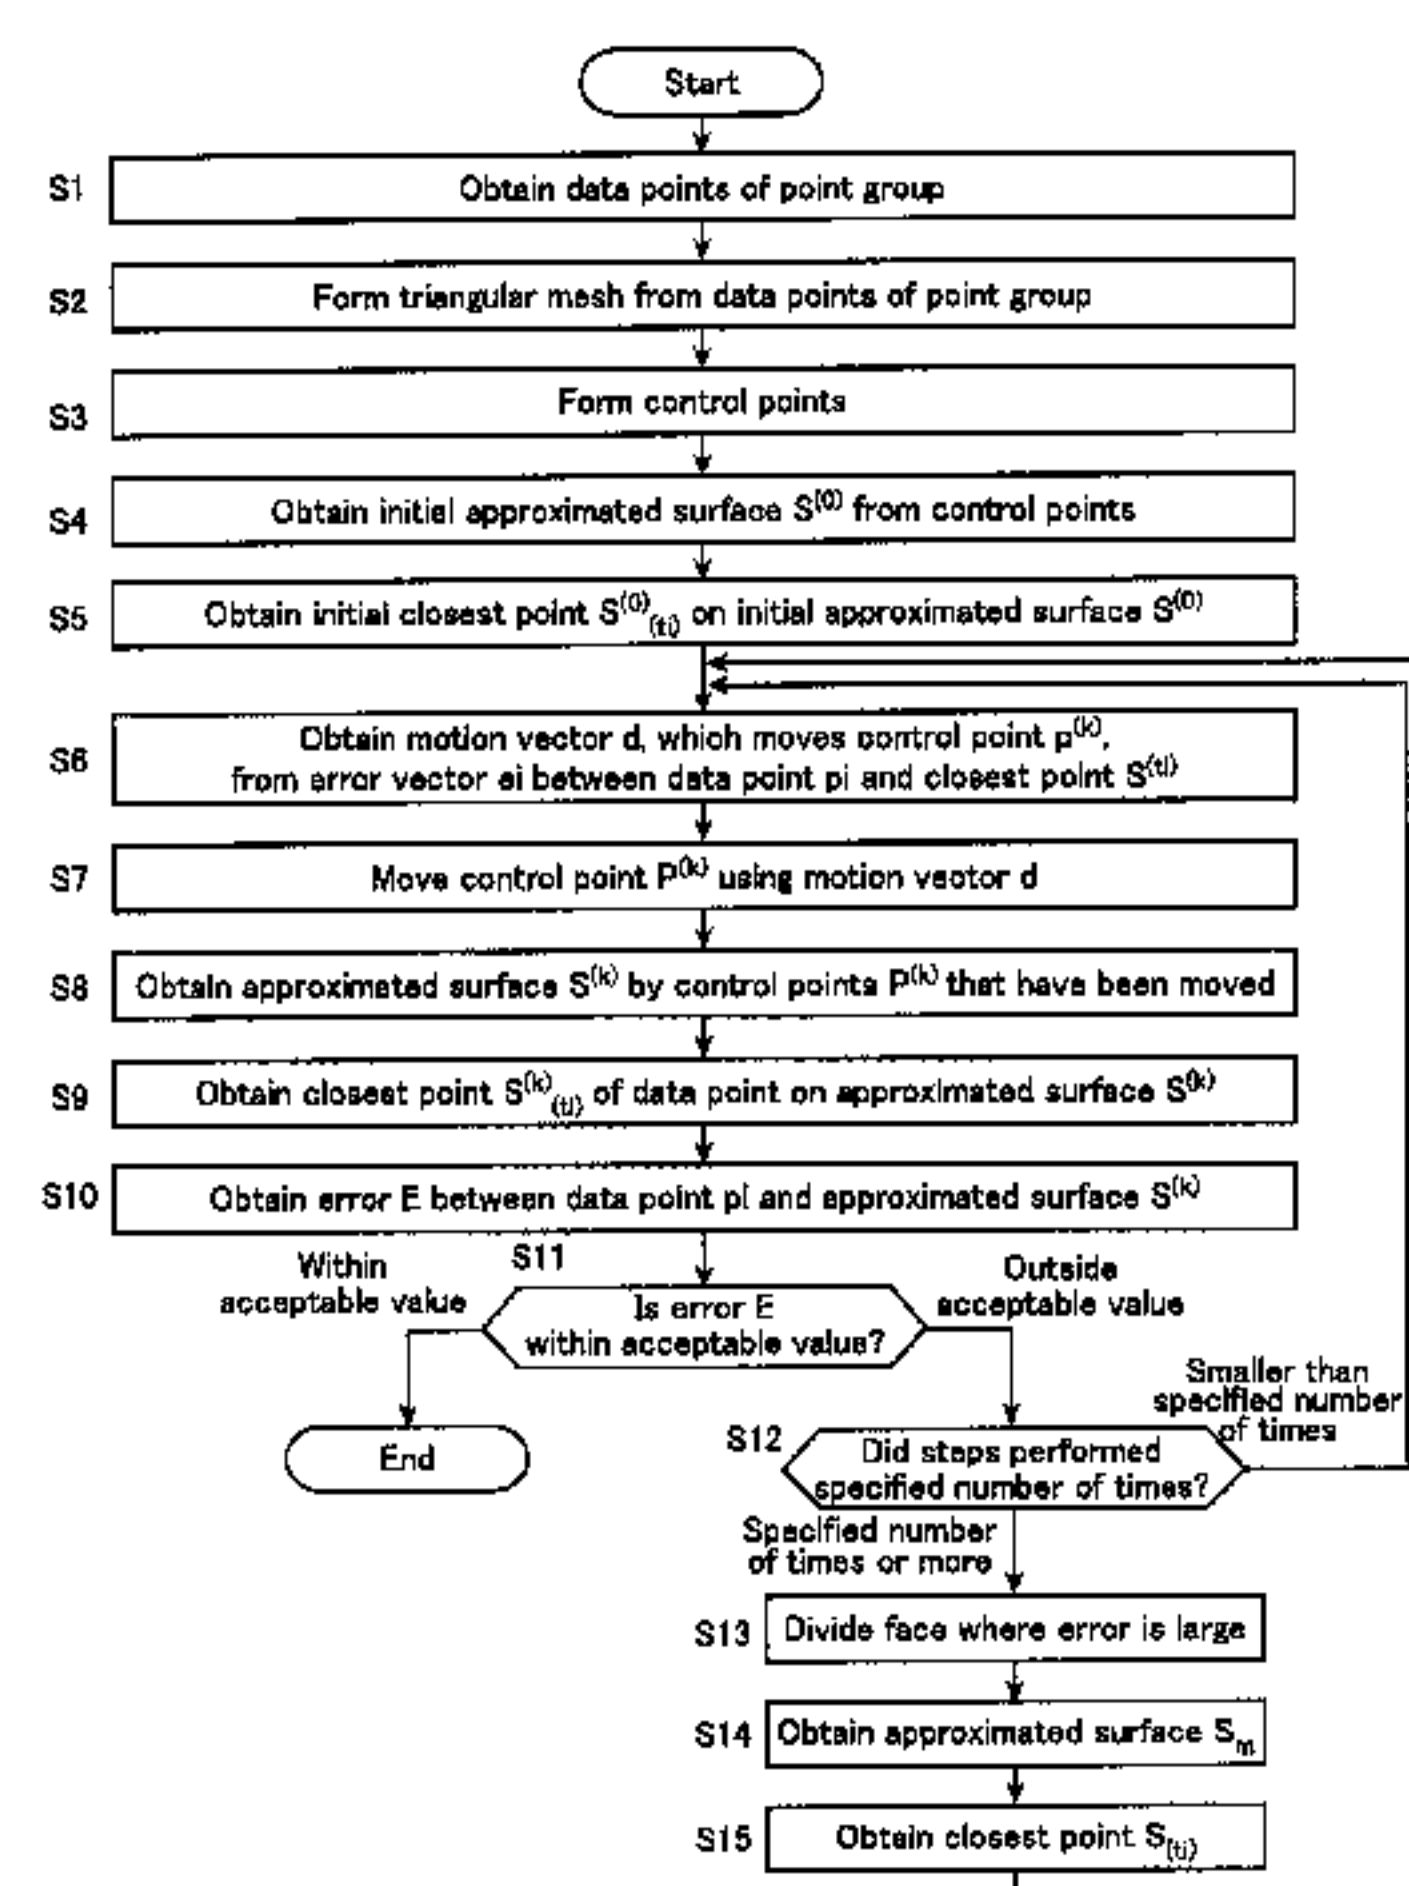 Start
S1
Obtain data points of point group
S2
Form triangular mesh from data points of point group
S3
Form control points
S4
Obtain initial approximated surface S⁽⁰⁾ from control points
S5
Obtain initial closest point S⁽⁰⁾₍ti₎ on initial approximated surface S⁽⁰⁾
S6
Obtain motion vector d, which moves control point p⁽ᵏ⁾,
from error vector ei between data point pi and closest point S⁽ᵗⁱ⁾
S7
Move control point P⁽ᵏ⁾ using motion vector d
S8
Obtain approximated surface S⁽ᵏ⁾ by control points P⁽ᵏ⁾ that have been moved
S9
Obtain closest point S⁽ᵏ⁾₍ti₎ of data point on approximated surface S⁽ᵏ⁾
S10
Obtain error E between data point pi and approximated surface S⁽ᵏ⁾
S11
Within
acceptable value
Is error E
within acceptable value?
Outside
acceptable value
End
S12
Did steps performed
specified number of times?
Smaller than
specified number
of times
Specified number
of times or more
S13
Divide face where error is large
S14
Obtain approximated surface Sₘ
S15
Obtain closest point S₍ti₎